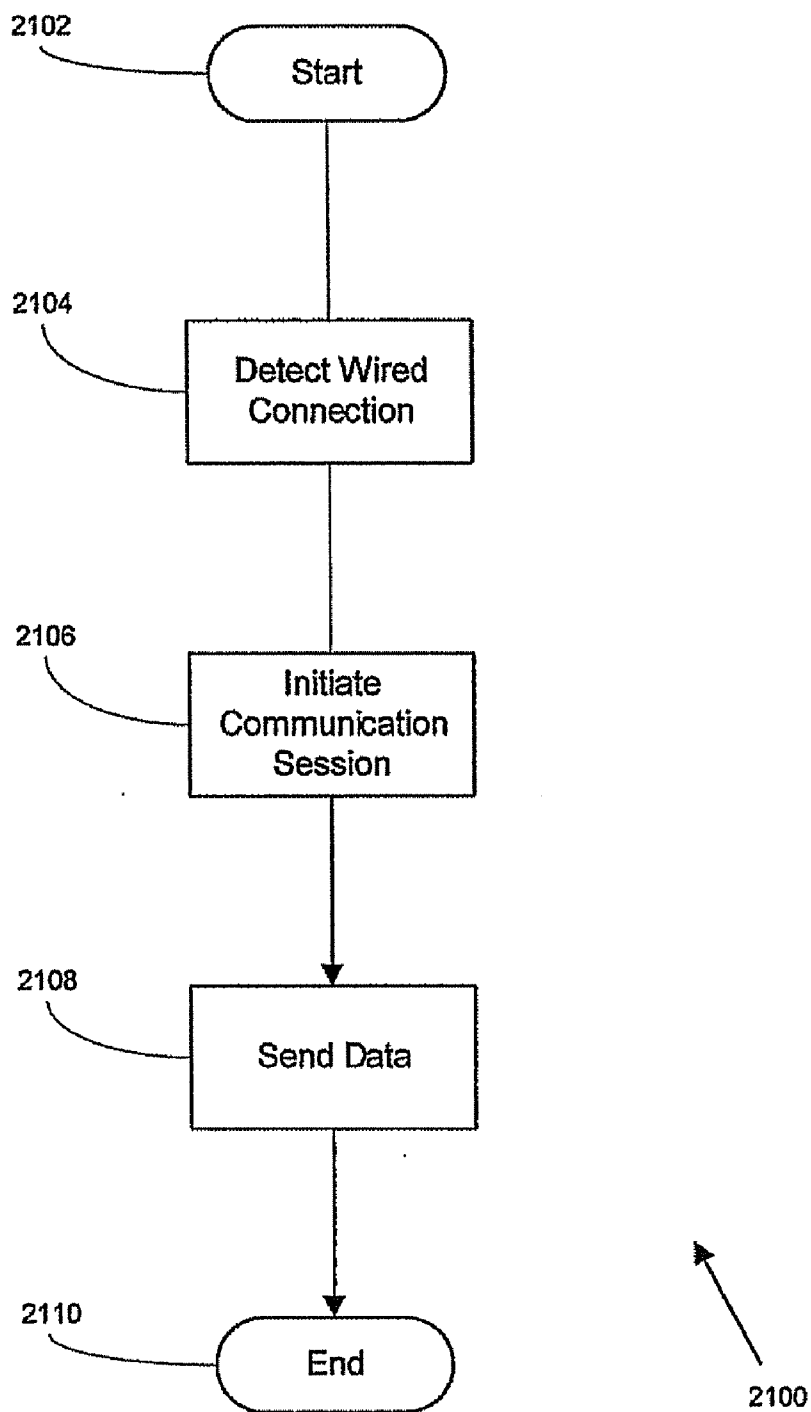 2102
Start
2104
Detect Wired
Connection
2106
Initiate
Communication
Session
2108
Send Data
2110
End
2100